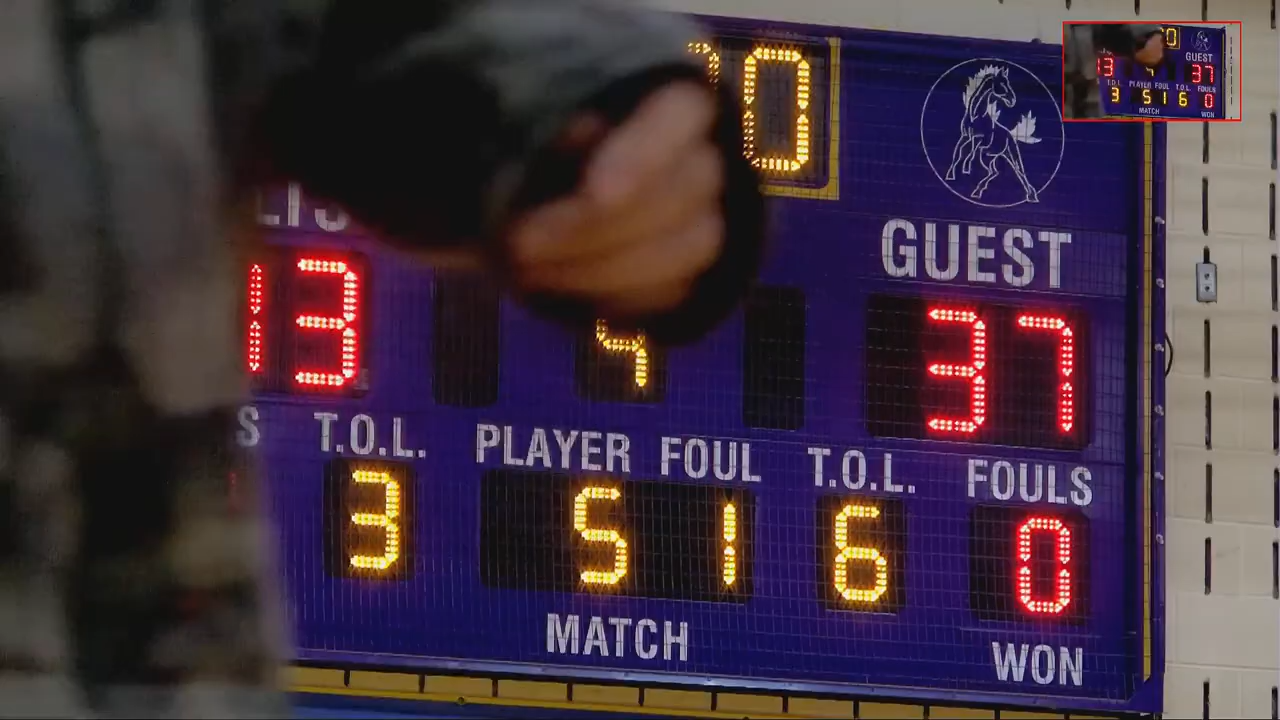 0
GUEST
13 4 37
T.O.L. PLAYER FOUL T.O.L. FOULS
3 5 1 6 0
MATCH WON